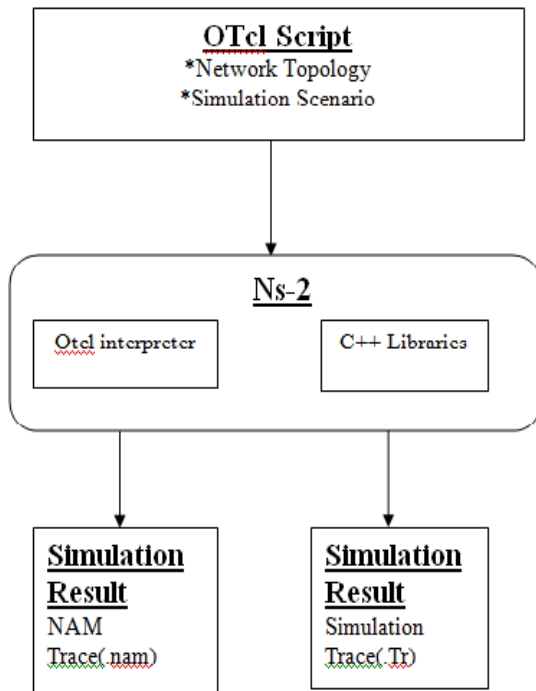 OTcl Script
*Network Topology
*Simulation Scenario
Ns-2
Otcl interpreter
C++ Libraries
Simulation
Result
NAM
Trace(.nam)
Simulation
Result
Simulation
Trace(.Tr)